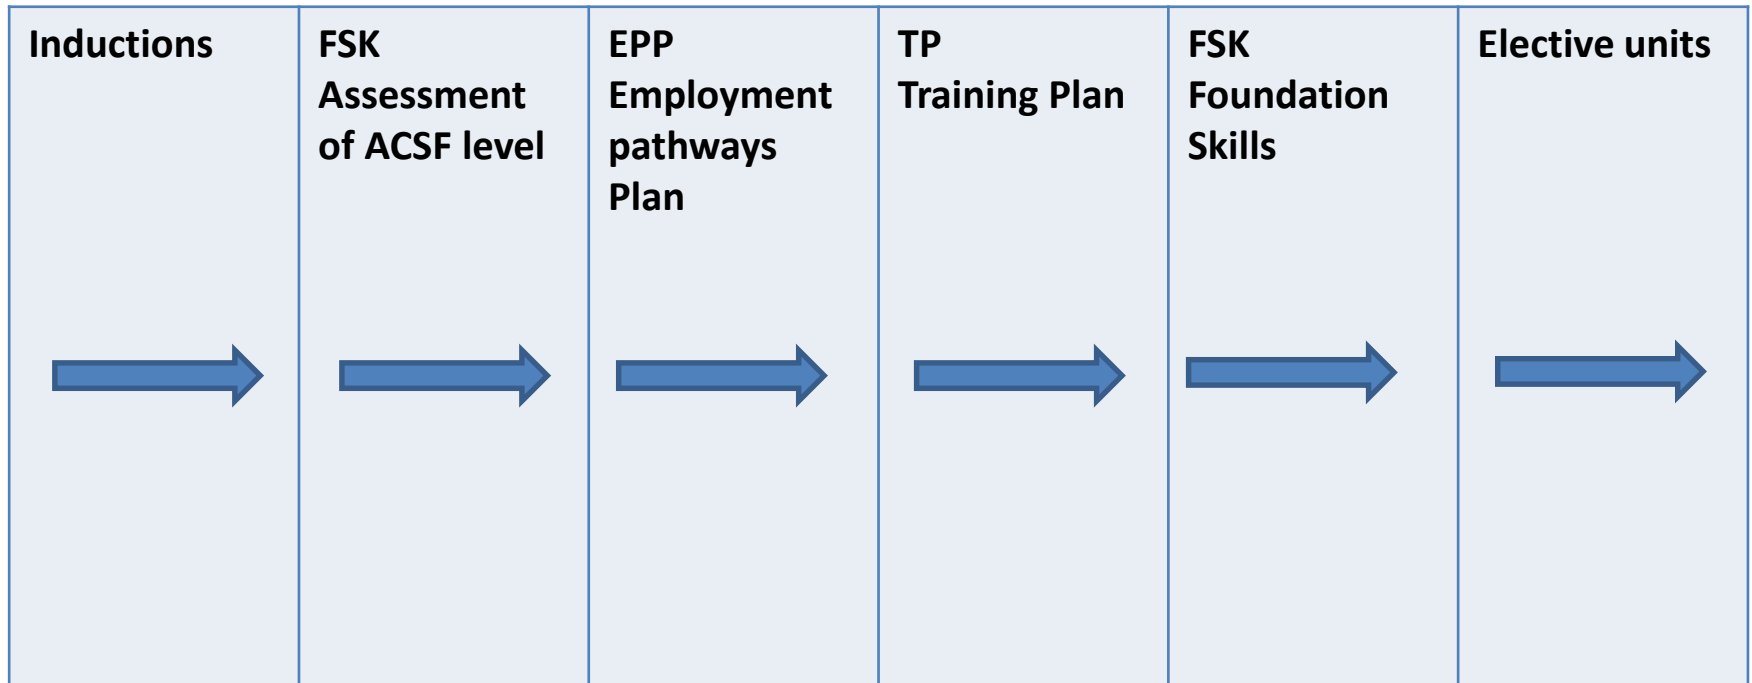 Inductions
FSK
Assessment
of ACSF level
EPP
Employment
pathways
Plan
TP
Training Plan
FSK
Foundation
Skills
Elective units